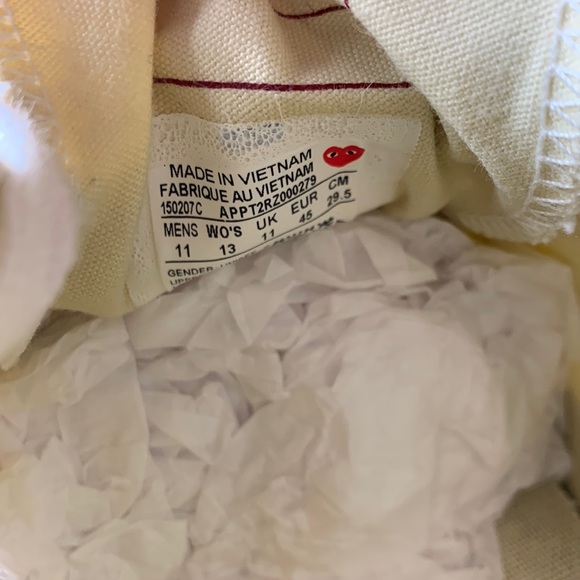 MADE IN VIETNAM
FABRIQUE AU VIETNAM
150207C APPT2RZ000279
MENS WO'S UK EUR CM
11 13 11 45 29.5
GENDER